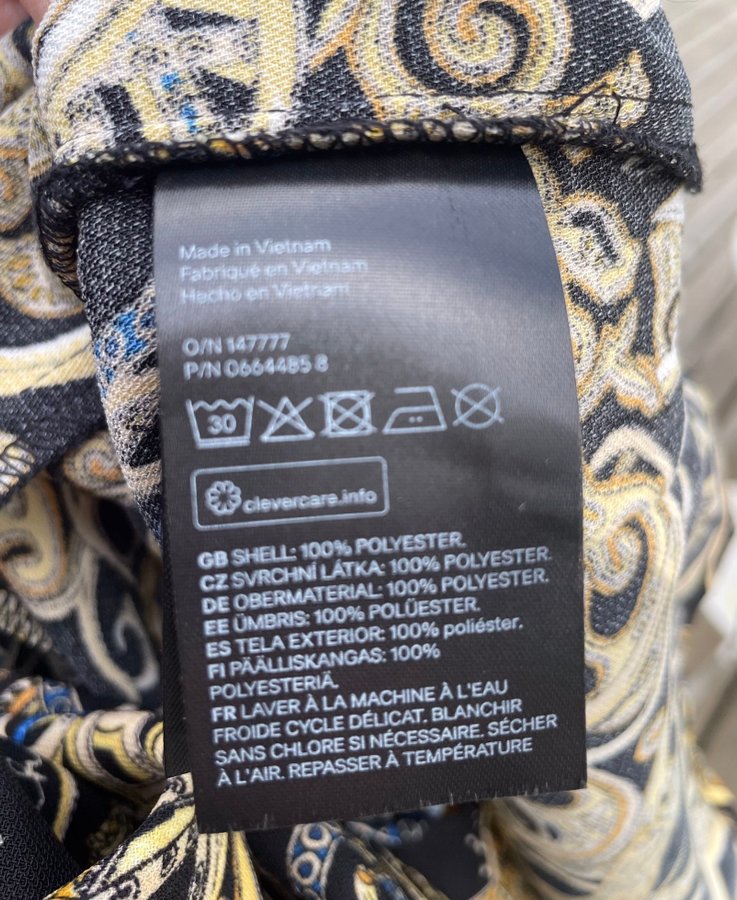 Made in Vietnam
Fabriqué en Vietnam
Hecho en Vietnam
O/N 147777
P/N 0664485 8
30
clevercare.info
GB SHELL: 100% POLYESTER.
CZ SVRCHNÍ LÁTKA: 100% POLYESTER.
DE OBERMATERIAL: 100% POLYESTER.
EE ÜMBRIS: 100% POLÜESTER.
ES TELA EXTERIOR: 100% poliéster.
FI PÄÄLLISKANGAS: 100%
POLYESTERIÄ.
FR LAVER À LA MACHINE À L'EAU
FROIDE CYCLE DÉLICAT. BLANCHIR
SANS CHLORE SI NÉCESSAIRE. SÉCHER
À L'AIR. REPASSER À TEMPÉRATURE